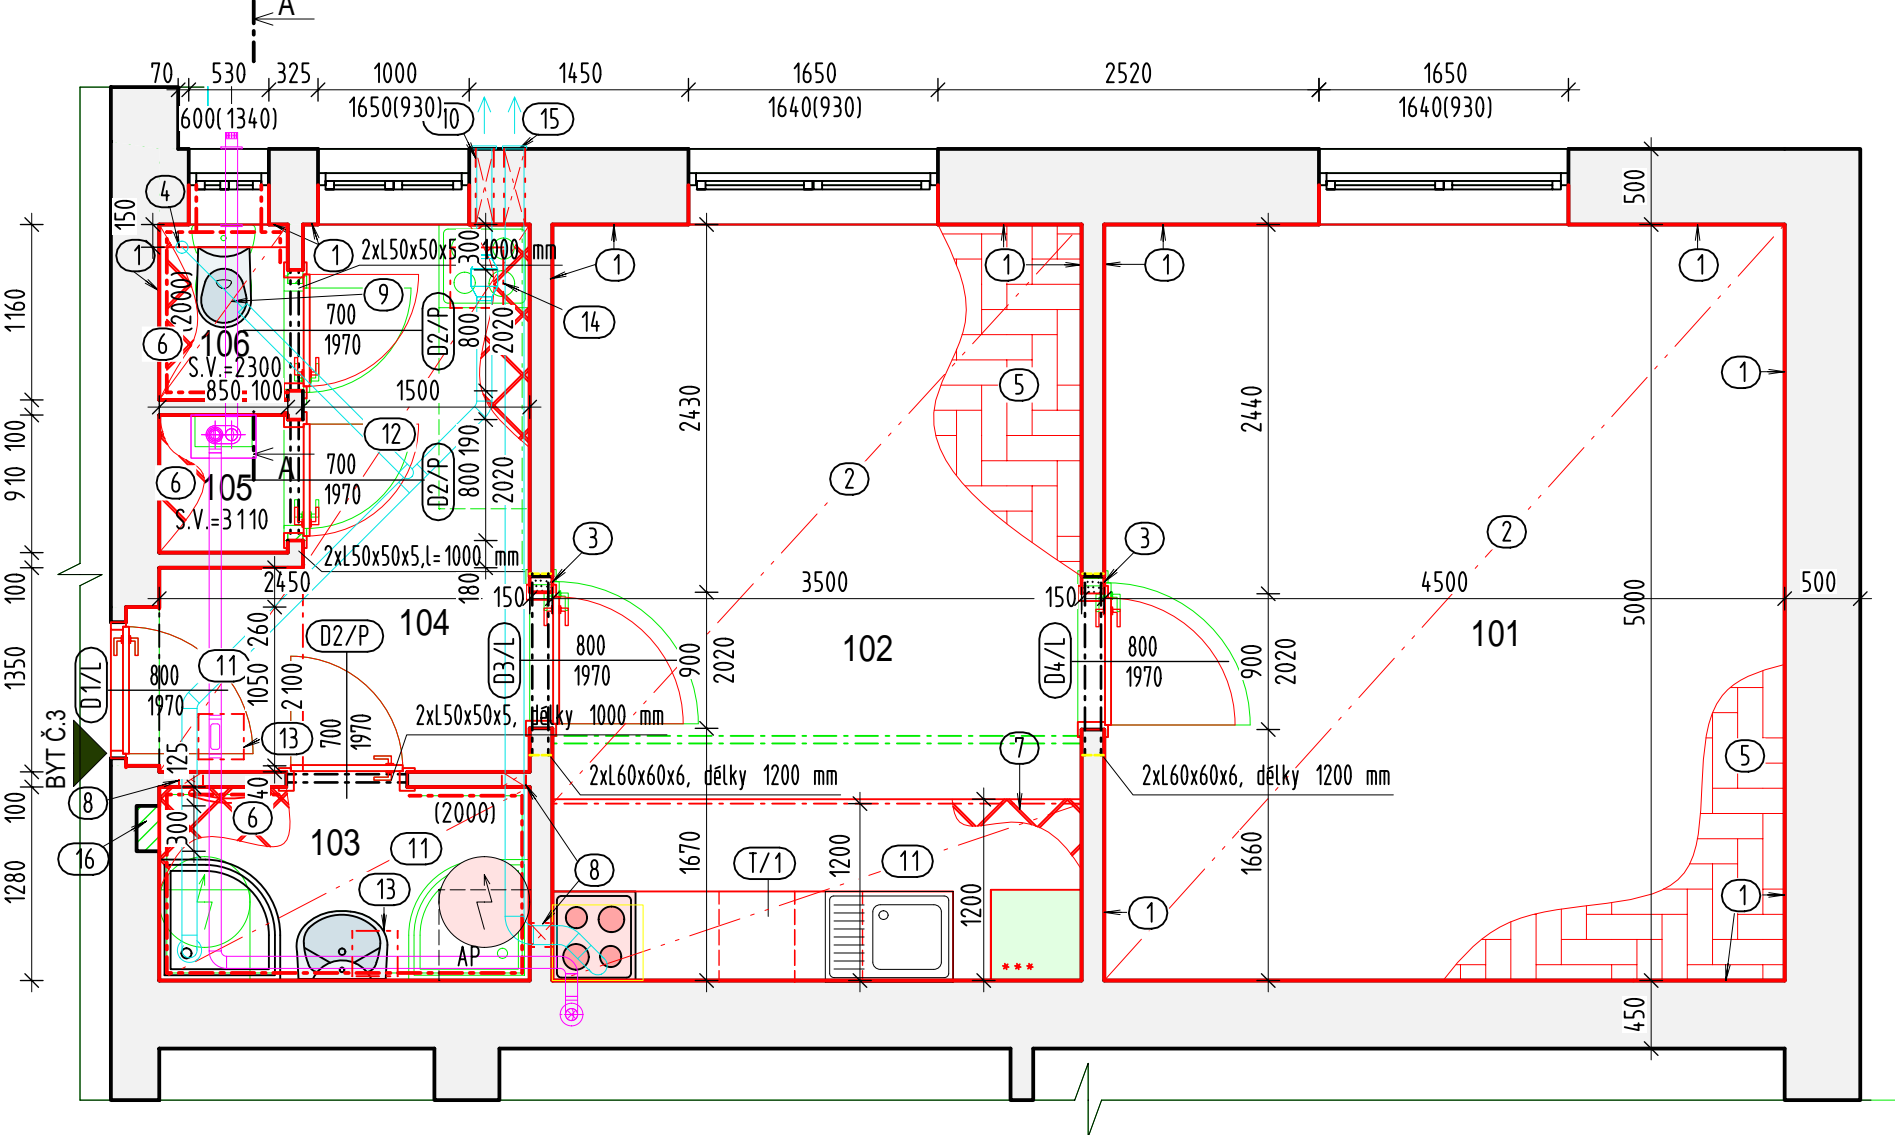 A
70 530 325 1000 1450 1650 2520 1650
600(1340) 1650(930) 10 15 1640(930) 1640(930)
4 150 500
1 1 2xL50x50x5 1000 mm 300 1 1 1 1
(2000) 9 14
1160 700 D2/P 800 2020
6 106 1970
S.V.=2300
850 100 1500 1 5
2430 2440
100 12 190
910 6 105 A 700 D2/P 800 2020 2
S.V.=3110 1970
2
3 3
2xL50x50x5,l=1000 mm
100 2450 180 150 3500 150 4500 500
5000
260 D2/P 104 D3/L 102 D4/L 101
1350 D1/L 800 11 1050 2100 800 900 2020 800 900 2020
1970 1970 1970
BYT Č.3 13 700 1970 2xL50x50x5, délky 1000 mm
125 7 5
40 2xL60x60x6, délky 1200 mm 2xL60x60x6, délky 1200 mm
100 8 6 (2000)
16 300 103 11 8 1670 T/1 1200 11 1660
1280 13 1200 1 1
AP
***
450